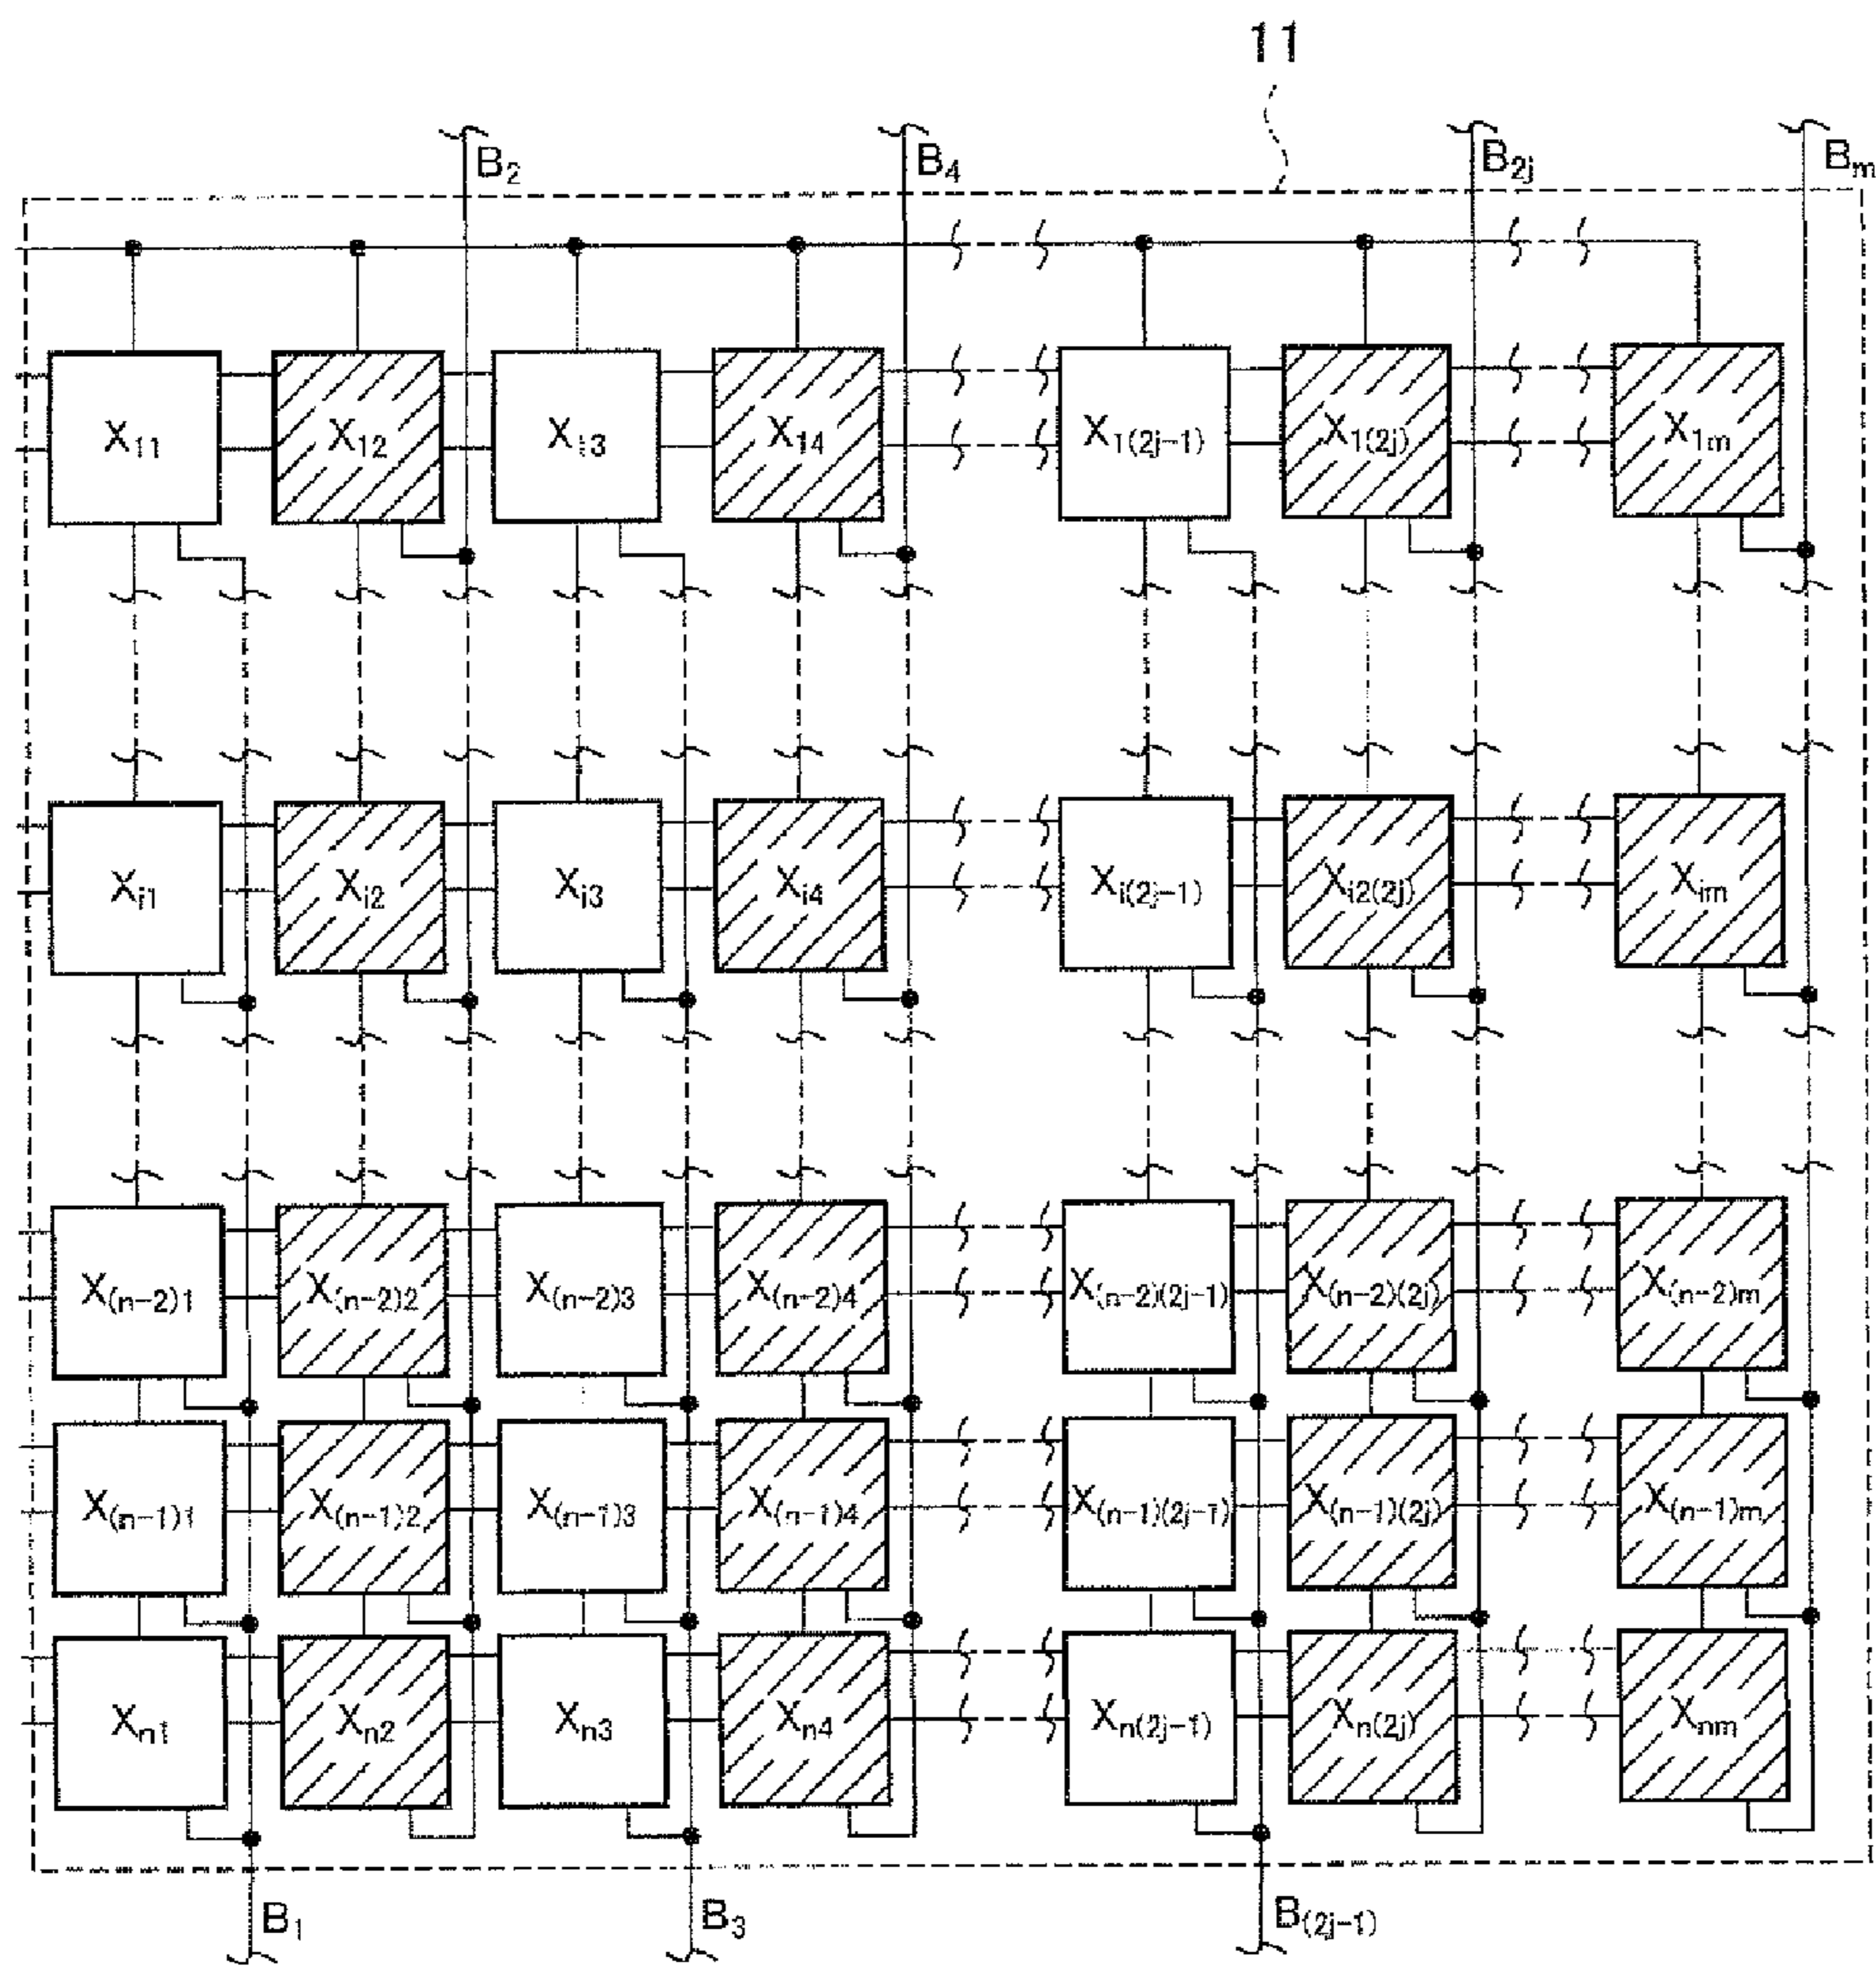 11
B2 B4 B2j Bm
X11 X12 X13 X14 X1(2j-1) X1(2j) X1m
Xi1 Xi2 Xi3 Xi4 Xi(2j-1) Xi2(2j) Xim
X(n-2)1 X(n-2)2 X(n-2)3 X(n-2)4 X(n-2)(2j-1) X(n-2)(2j) X(n-2)m
X(n-1)1 X(n-1)2 X(n-1)3 X(n-1)4 X(n-1)(2j-1) X(n-1)(2j) X(n-1)m
Xn1 Xn2 Xn3 Xn4 Xn(2j-1) Xn(2j) Xnm
B1 B3 B(2j-1)